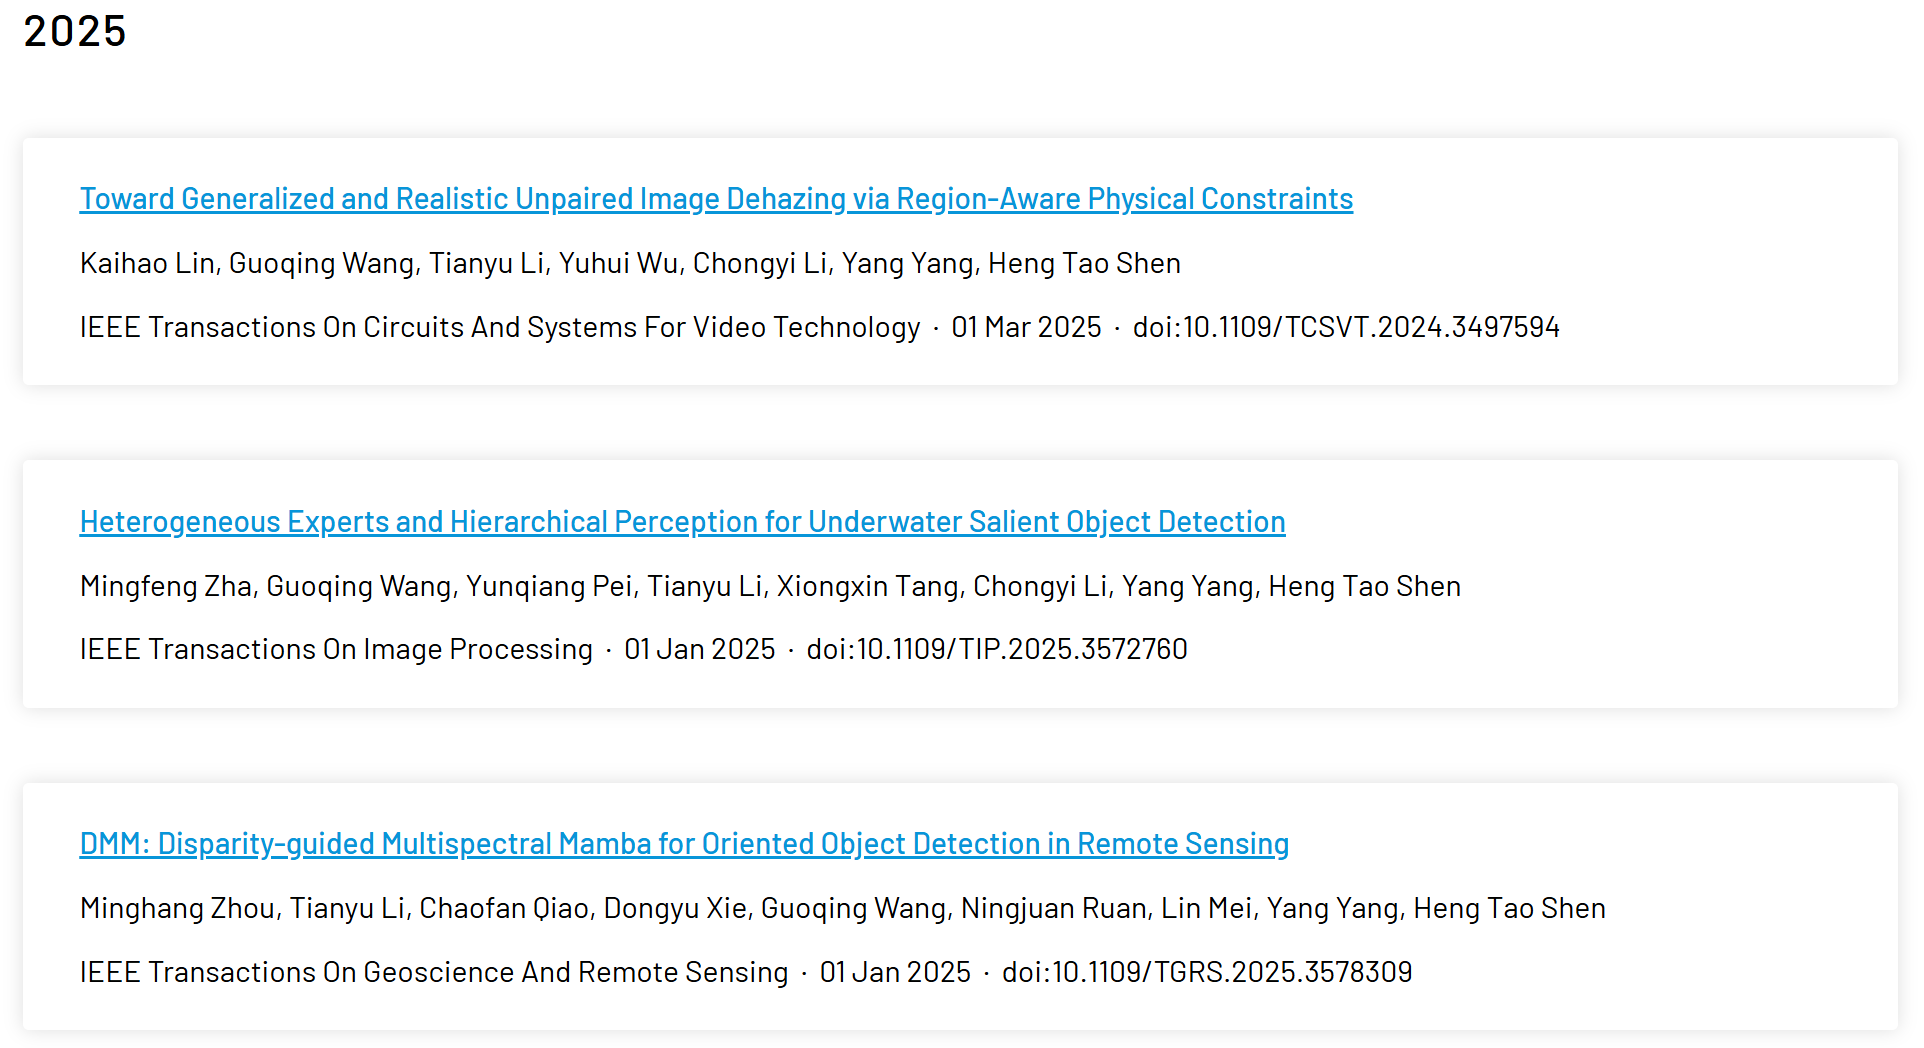 2025
Toward Generalized and Realistic Unpaired Image Dehazing via Region-Aware Physical Constraints
Kaihao Lin, Guoqing Wang, Tianyu Li, Yuhui Wu, Chongyi Li, Yang Yang, Heng Tao Shen
IEEE Transactions On Circuits And Systems For Video Technology · 01 Mar 2025 · doi:10.1109/TCSVT.2024.3497594
Heterogeneous Experts and Hierarchical Perception for Underwater Salient Object Detection
Mingfeng Zha, Guoqing Wang, Yunqiang Pei, Tianyu Li, Xiongxin Tang, Chongyi Li, Yang Yang, Heng Tao Shen
IEEE Transactions On Image Processing · 01 Jan 2025 · doi:10.1109/TIP.2025.3572760
DMM: Disparity-guided Multispectral Mamba for Oriented Object Detection in Remote Sensing
Minghang Zhou, Tianyu Li, Chaofan Qiao, Dongyu Xie, Guoqing Wang, Ningjuan Ruan, Lin Mei, Yang Yang, Heng Tao Shen
IEEE Transactions On Geoscience And Remote Sensing · 01 Jan 2025 · doi:10.1109/TGRS.2025.3578309